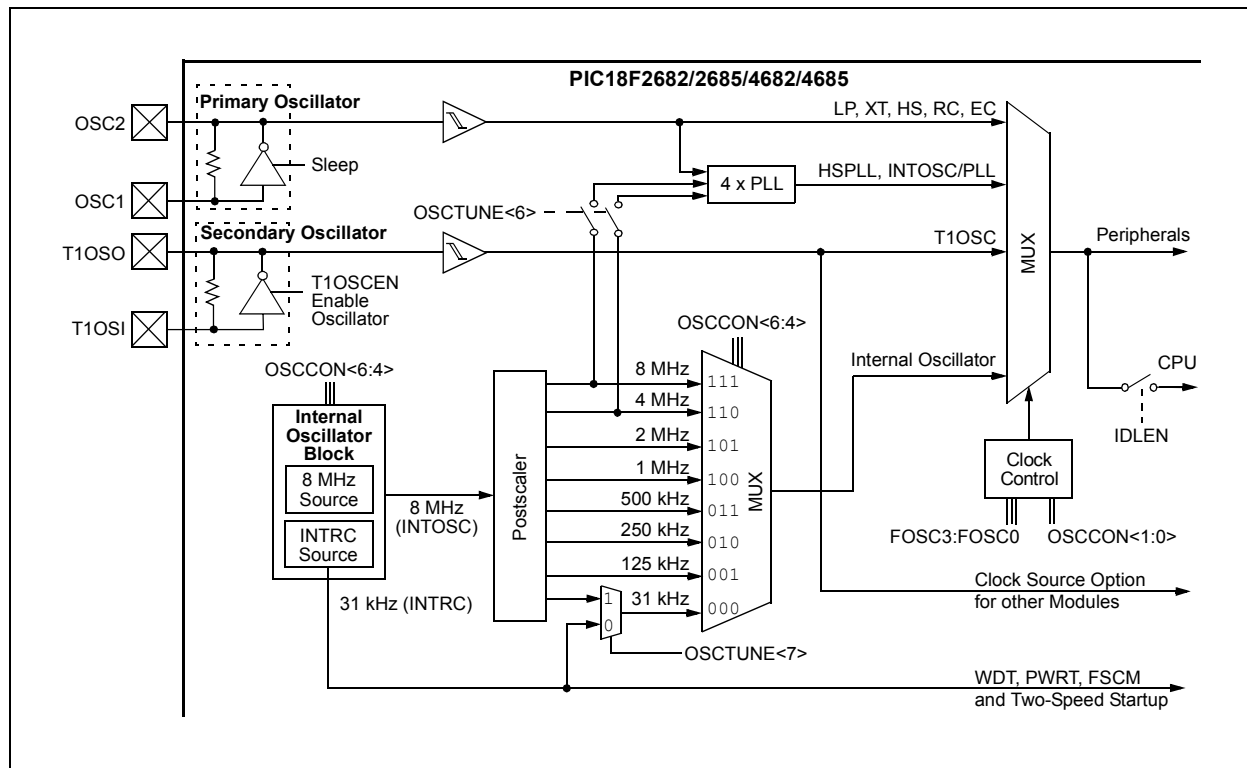 PIC18F2682/2685/4682/4685
Primary Oscillator
OSC2
Sleep
OSC1
LP, XT, HS, RC, EC
4 x PLL
HSPLL, INTOSC/PLL
OSCTUNE<6>
Secondary Oscillator
T1OSO
T1OSCEN
Enable
Oscillator
T1OSI
T1OSC
MUX
Peripherals
OSCCON<6:4>
OSCCON<6:4>
Internal
Oscillator
Block
8 MHz
Source
INTRC
Source
8 MHz
(INTOSC)
31 kHz (INTRC)
Postscaler
8 MHz
111
4 MHz
110
2 MHz
101
1 MHz
100
500 kHz
011
250 kHz
010
125 kHz
001
1
0
31 kHz
000
MUX
OSCTUNE<7>
Internal Oscillator
CPU
IDLEN
Clock
Control
FOSC3:FOSC0
OSCCON<1:0>
Clock Source Option
for other Modules
WDT, PWRT, FSCM
and Two-Speed Startup